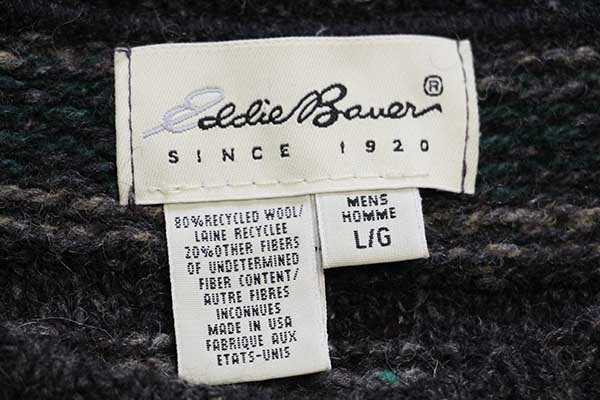 Eddie Bauer®
SINCE 1920
80% RECYCLED WOOL/
LAINE RECYCLEE
20% OTHER FIBERS
OF UNDETERMINED
FIBER CONTENT/
AUTRE FIBRES
INCONNUES
MADE IN USA
FABRIQUE AUX
ETATS-UNIS
MENS
HOMME
L/G